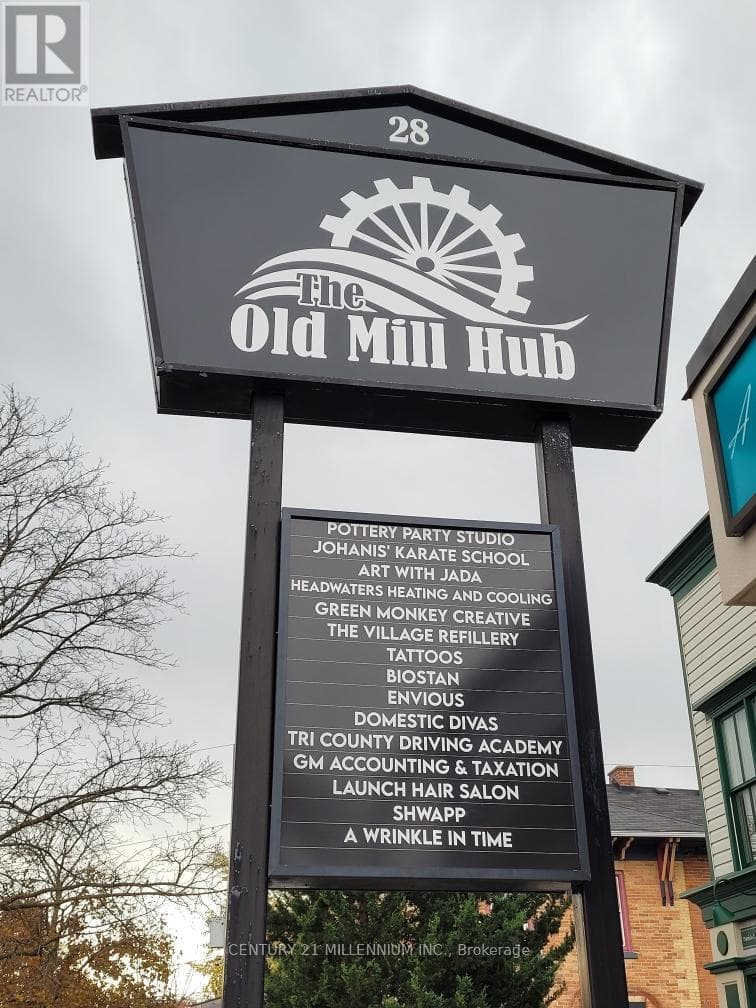 R
REALTOR®
28
The
Old Mill Hub
A
POTTERY PARTY STUDIO
JOHANIS' KARATE SCHOOL
ART WITH JADA
HEADWATERS HEATING AND COOLING
GREEN MONKEY CREATIVE
THE VILLAGE REFILLERY
TATTOOS
BIOSTAN
ENVIOUS
DOMESTIC DIVAS
TRI COUNTY DRIVING ACADEMY
GM ACCOUNTING & TAXATION
LAUNCH HAIR SALON
SHWAPP
A WRINKLE IN TIME
CENTURY 21 MILLENNIUM INC., Brokerage